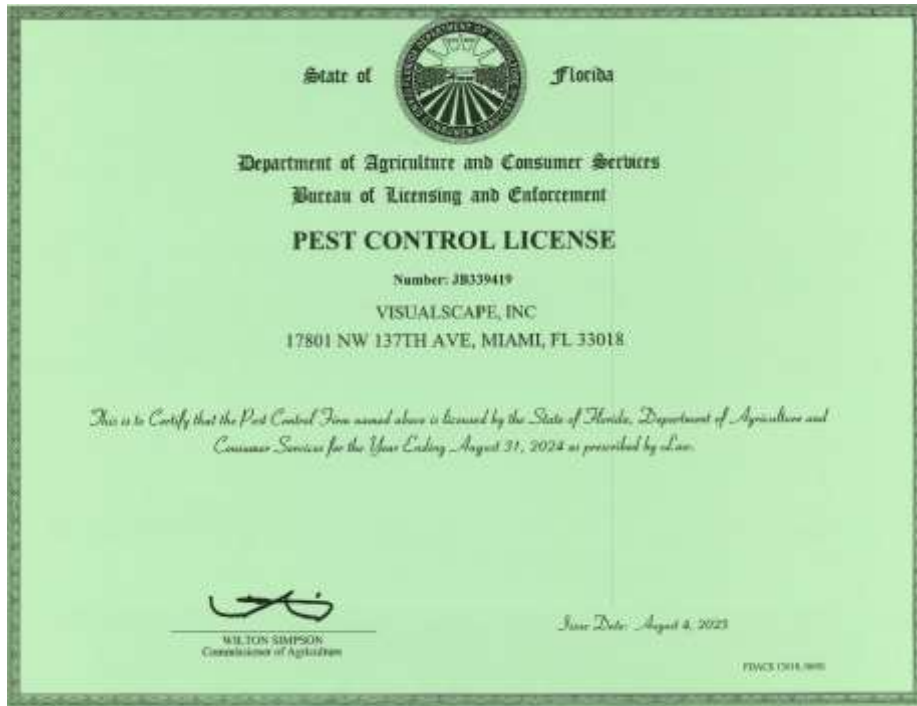 State of Florida
Department of Agriculture and Consumer Services
Bureau of Licensing and Enforcement
PEST CONTROL LICENSE
Number: JB339419
VISUALSCAPE, INC
17801 NW 137TH AVE, MIAMI, FL 33018
This is to Certify that the Pest Control Firm named above is licensed by the State of Florida, Department of Agriculture and
Consumer Services for the Year Ending August 31, 2024 as prescribed by Law.
WILTON SIMPSON
Commissioner of Agriculture
Issue Date: August 4, 2023
FDACS